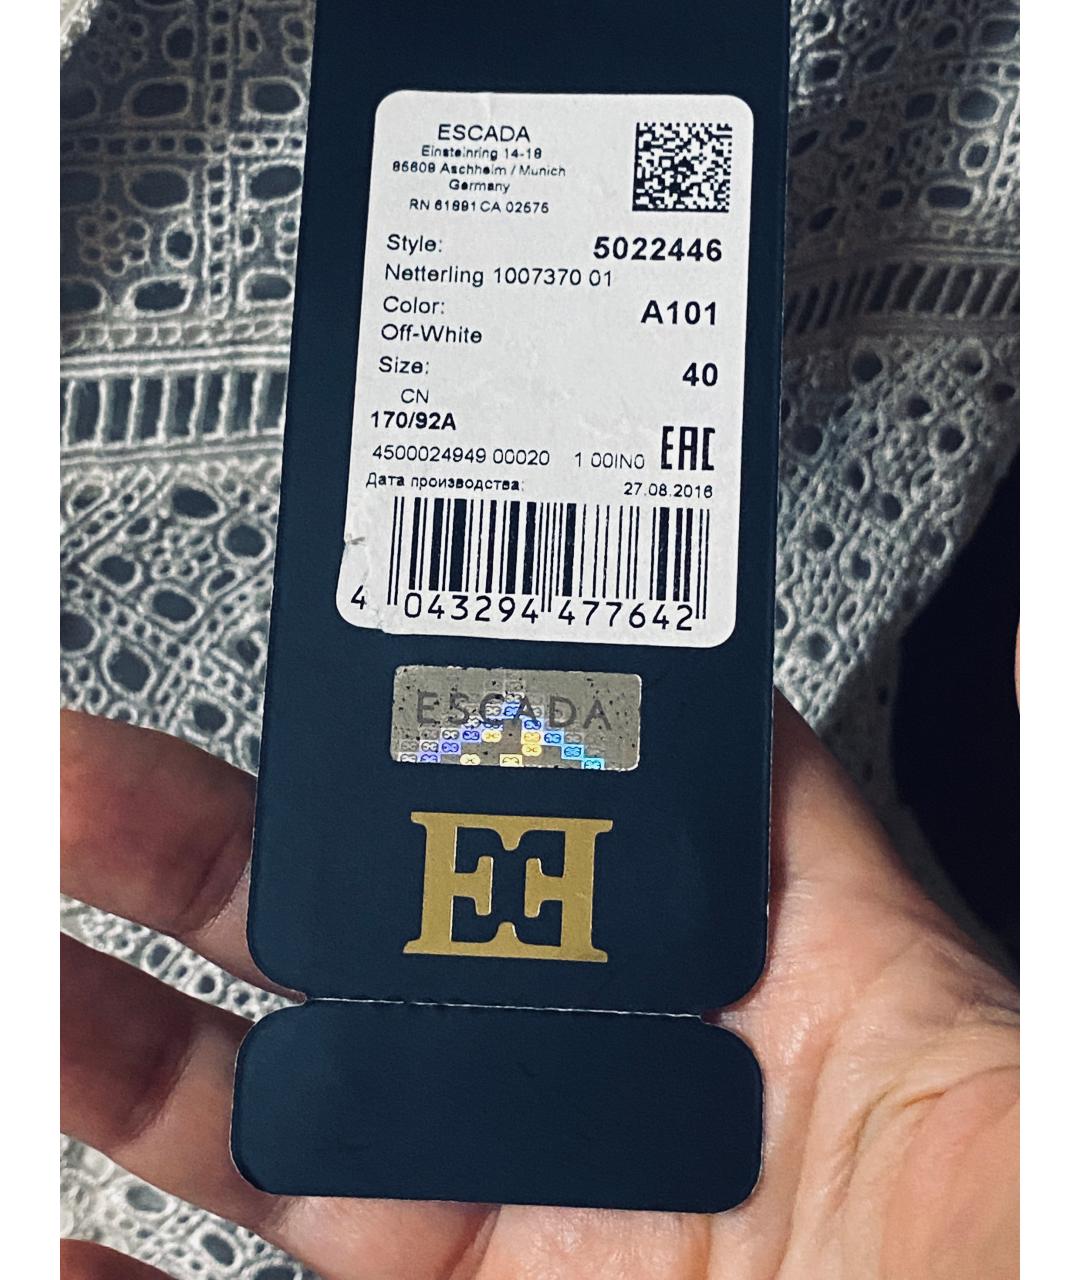 ESCADA
Einsteinring 14-18
85609 Aschheim / Munich
Germany
RN 61891 CA 02575
Style: 5022446
Netterling 1007370 01
Color: A101
Off-White
Size: 40
CN
170/92A
4500024949 00020 1 00IN0 EAC
Дата производства: 27.08.2016
4 043294 477642
ESCADA